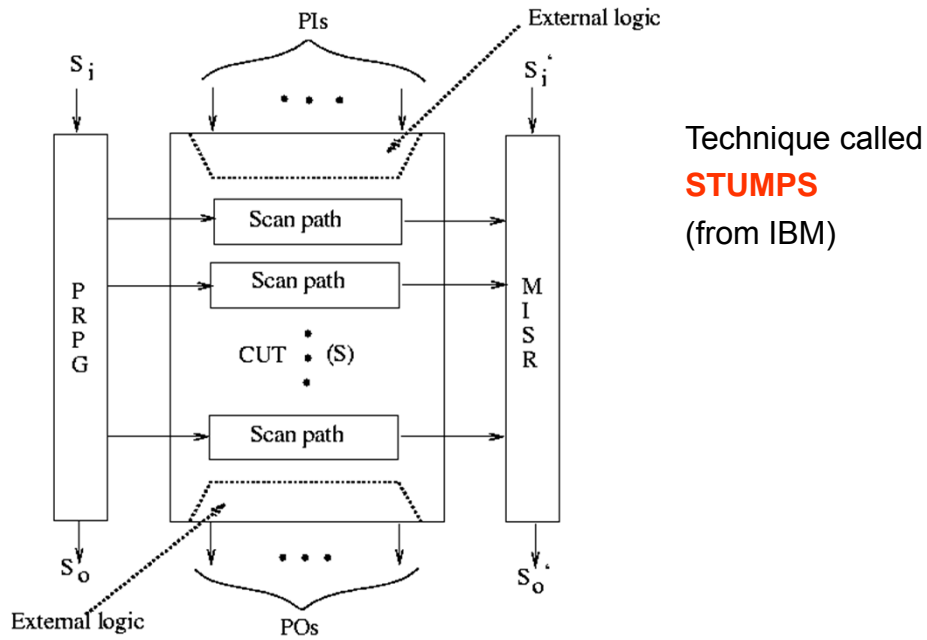 PIs
External logic
Si
Si'
Technique called
STUMPS
(from IBM)
Scan path
Scan path
PRPG
CUT
(S)
MISR
Scan path
So
So'
External logic
POs